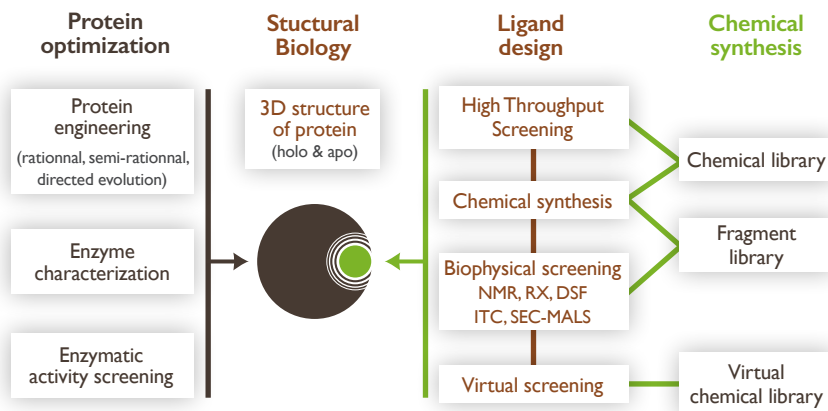 Protein
optimization
Stuctural
Biology
Ligand
design
Chemical
synthesis
Protein
engineering
(rationnal, semi-rationnal,
directed evolution)
Enzyme
characterization
Enzymatic
activity screening
3D structure
of protein
(holo & apo)
High Throughput
Screening
Chemical synthesis
Biophysical screening
NMR, RX, DSF
ITC, SEC-MALS
Virtual screening
Chemical library
Fragment
library
Virtual
chemical library